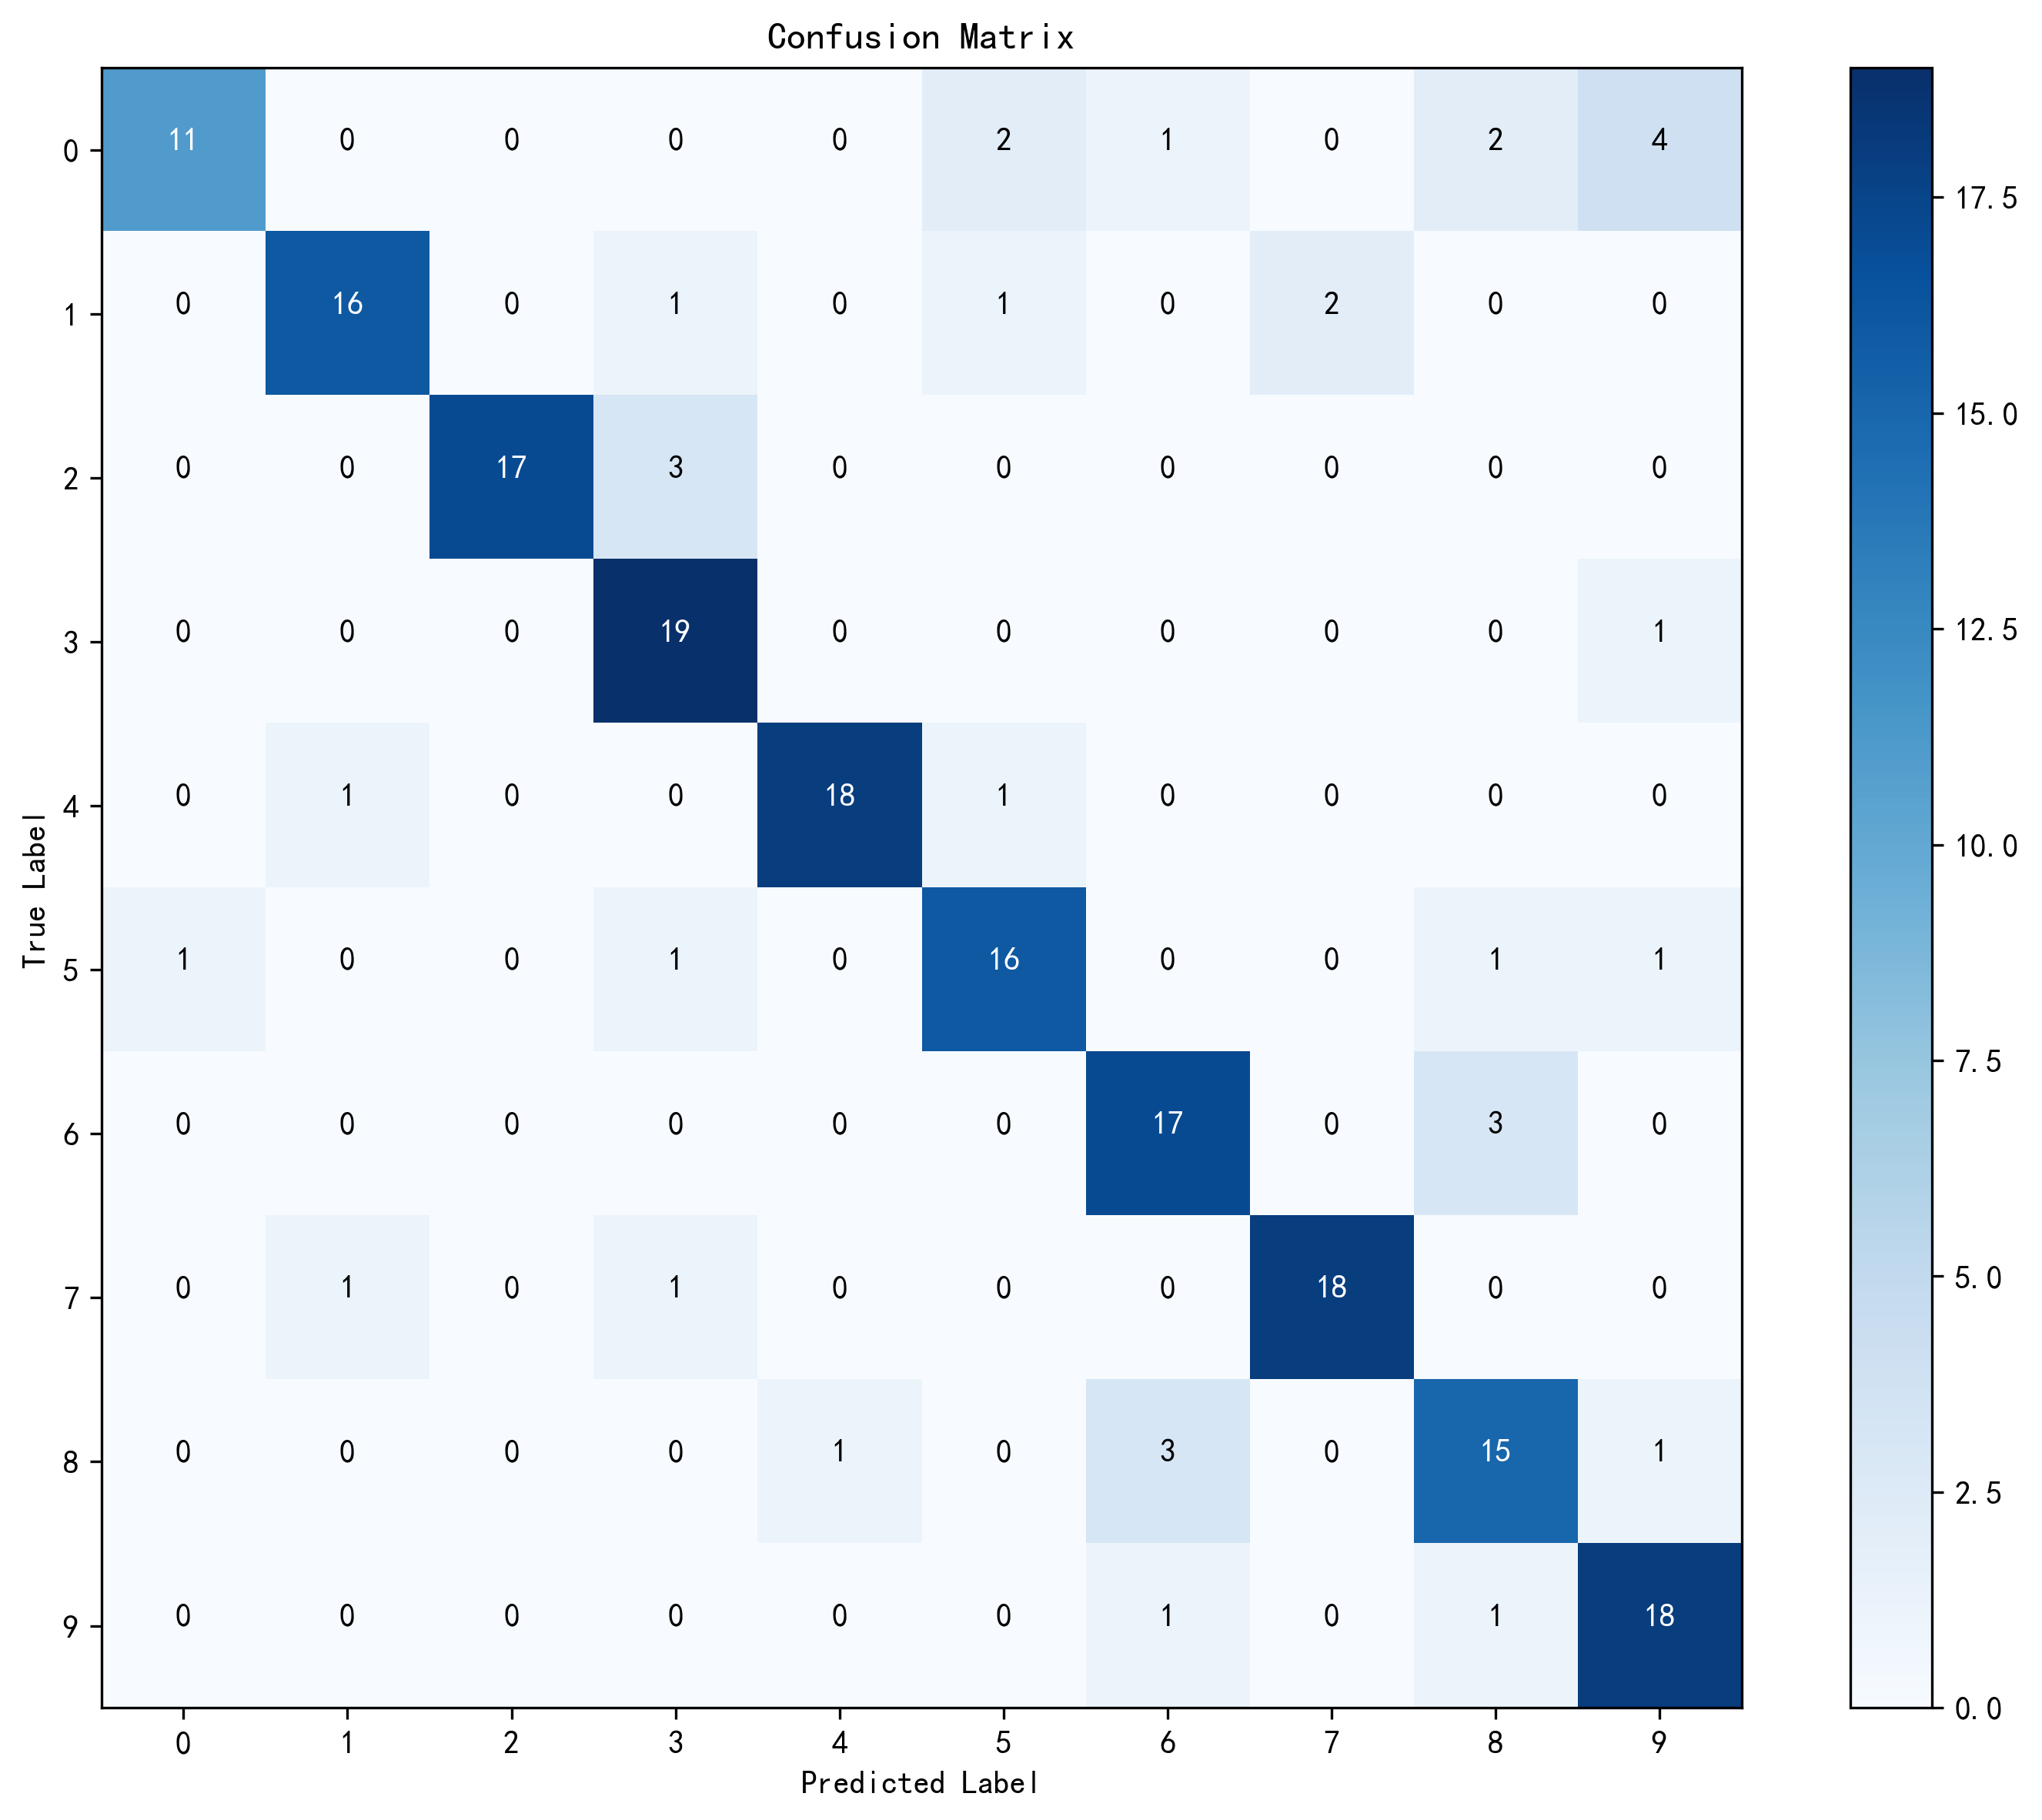 Confusion Matrix
0 11 0 0 0 0 2 1 0 2 4
1 0 16 0 1 0 1 0 2 0 0
2 0 0 17 3 0 0 0 0 0 0
3 0 0 0 19 0 0 0 0 0 1
4 0 1 0 0 18 1 0 0 0 0
5 1 0 0 1 0 16 0 0 1 1
6 0 0 0 0 0 0 17 0 3 0
7 0 1 0 1 0 0 0 18 0 0
8 0 0 0 0 1 0 3 0 15 1
9 0 0 0 0 0 0 1 0 1 18
0 1 2 3 4 5 6 7 8 9
Predicted Label
True Label
17.5
15.0
12.5
10.0
7.5
5.0
2.5
0.0